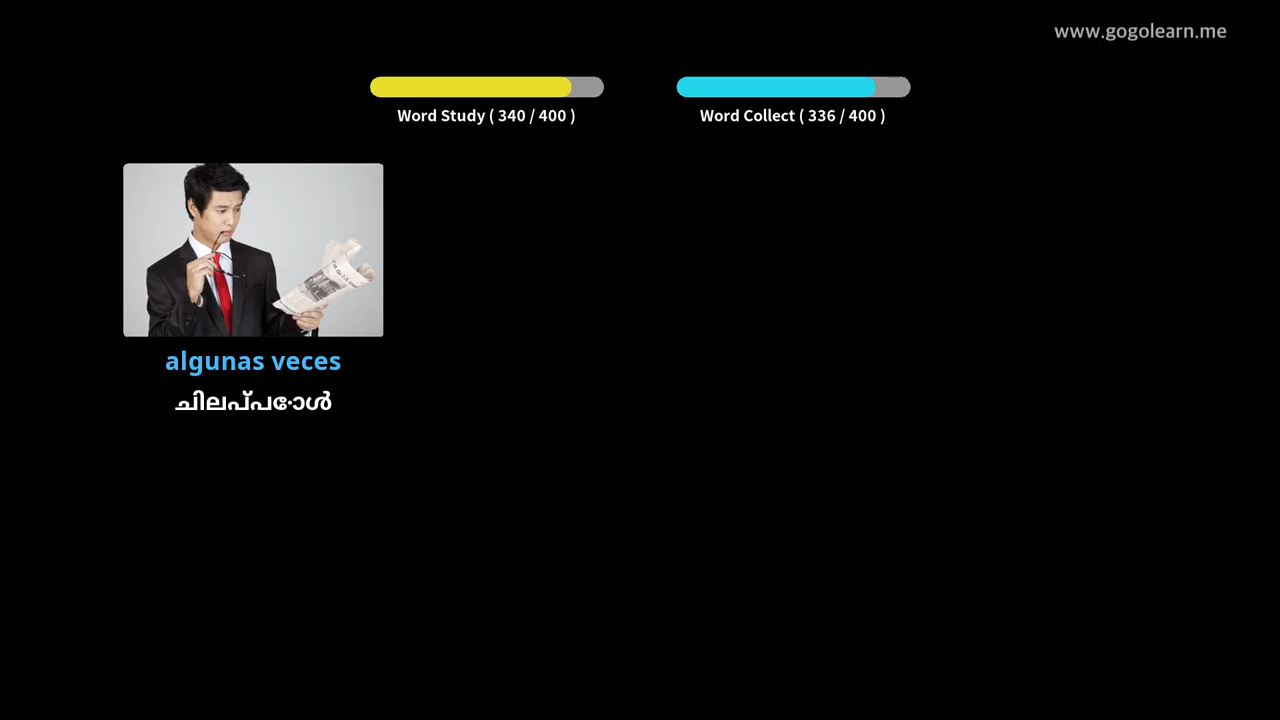 www.gogolearn.me
Word Study ( 340 / 400 )
Word Collect ( 336 / 400 )
algunas veces
ചിലപ്പോൾ